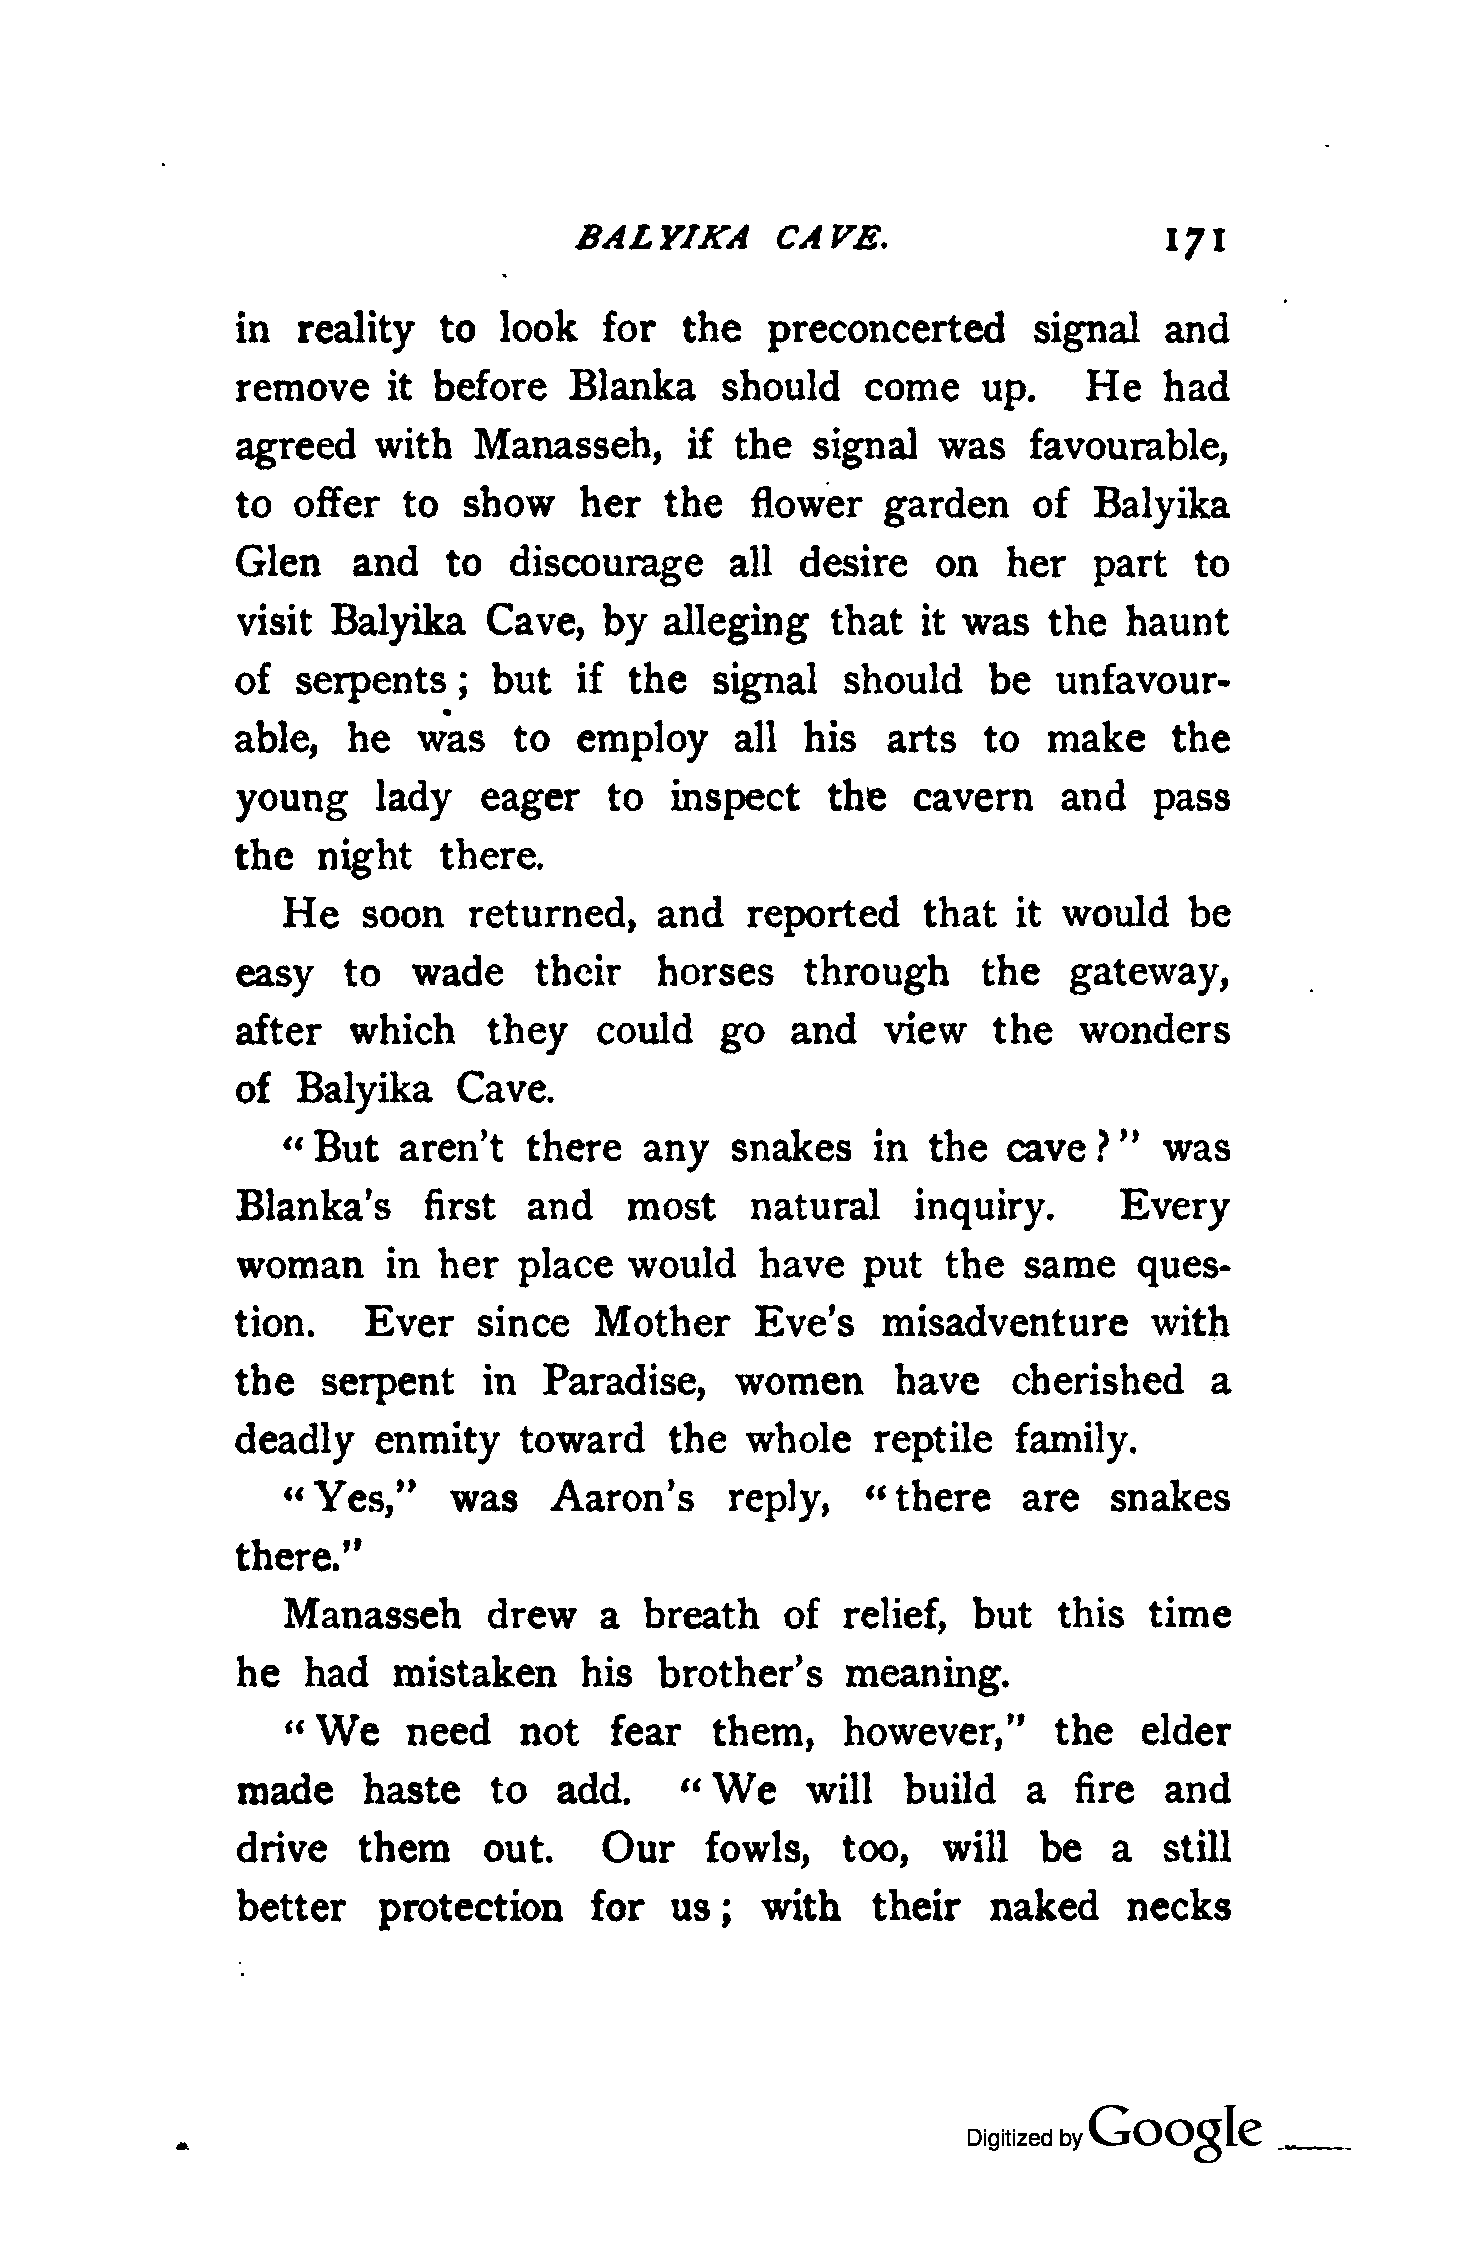 BALYIKA CAVE. 171
in reality to look for the preconcerted signal and
remove it before Blanka should come up. He had
agreed with Manasseh, if the signal was favourable,
to offer to show her the flower garden of Balyika
Glen and to discourage all desire on her part to
visit Balyika Cave, by alleging that it was the haunt
of serpents; but if the signal should be unfavour-
able, he was to employ all his arts to make the
young lady eager to inspect the cavern and pass
the night there.
He soon returned, and reported that it would be
easy to wade their horses through the gateway,
after which they could go and view the wonders
of Balyika Cave.
"But aren't there any snakes in the cave?" was
Blanka's first and most natural inquiry. Every
woman in her place would have put the same ques-
tion. Ever since Mother Eve's misadventure with
the serpent in Paradise, women have cherished a
deadly enmity toward the whole reptile family.
"Yes," was Aaron's reply, "there are snakes
there."
Manasseh drew a breath of relief, but this time
he had mistaken his brother's meaning.
"We need not fear them, however," the elder
made haste to add. "We will build a fire and
drive them out. Our fowls, too, will be a still
better protection for us; with their naked necks
Digitized by Google